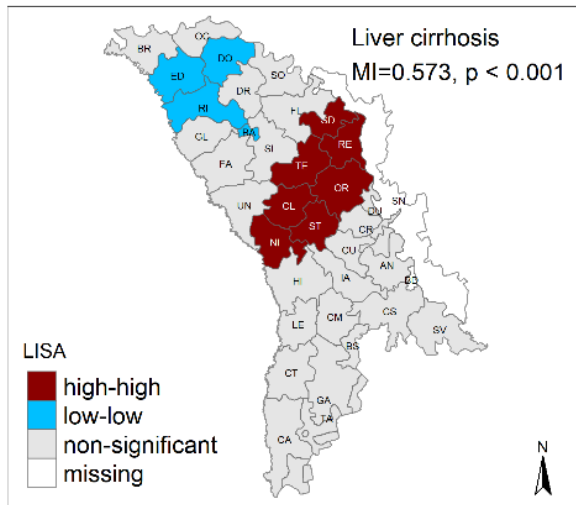 Liver cirrhosis
MI=0.573, p < 0.001
BR
OC
DO
ED
SO
DR
RI
FL
SD
BA
GL
SI
RE
FA
TE
OR
UN
CL
SN
DU
ST
CR
NI
CU
AN
HI
IA
BD
LE
CM
CS
SV
BS
CT
GA
TA
CA
LISA
high-high
low-low
non-significant
missing
N